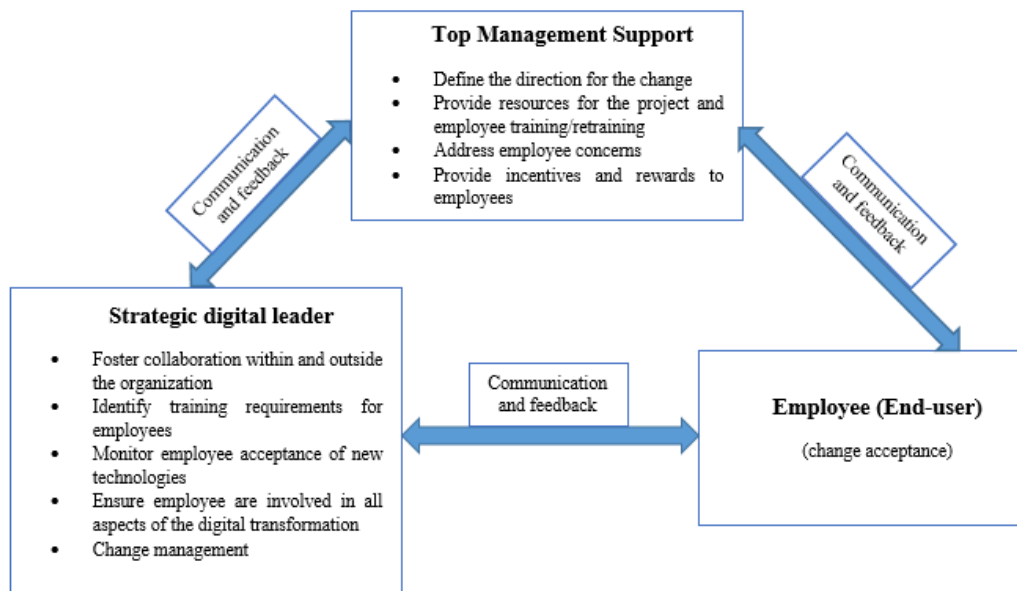 Top Management Support
• Define the direction for the change
• Provide resources for the project and
employee training/retraining
• Address employee concerns
• Provide incentives and rewards to
employees
Communication
and feedback
Communication
and feedback
Strategic digital leader
• Foster collaboration within and outside
the organization
• Identify training requirements for
employees
• Monitor employee acceptance of new
technologies
• Ensure employee are involved in all
aspects of the digital transformation
• Change management
Communication
and feedback
Employee (End-user)
(change acceptance)